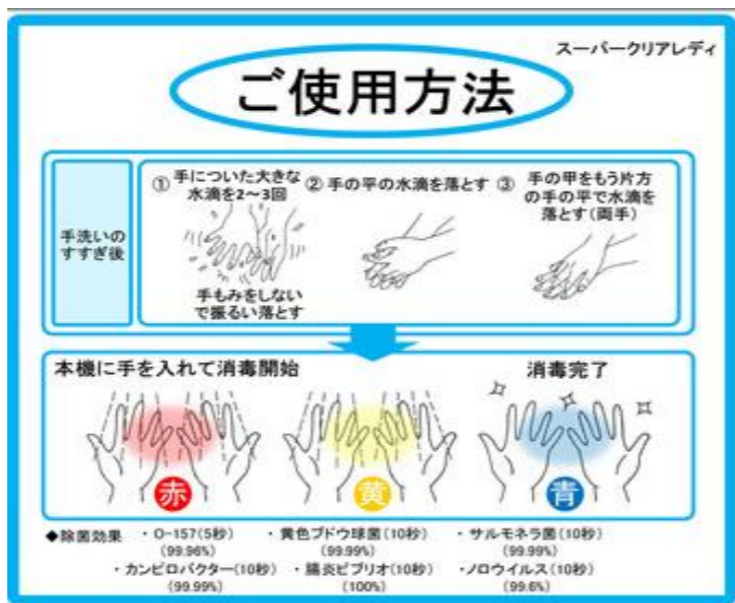 スーパークリアレディ
ご使用方法
手洗いの
すすぎ後
① 手についた大きな
水滴を2～3回
手もみをしない
で振るい落とす
② 手の平の水滴を落とす
③ 手の甲をもう片方
の手の平で水滴を
落とす(両手)
本機に手を入れて消毒開始
消毒完了
赤
黄
青
◆除菌効果
・O-157(5秒)
(99.96%)
・黄色ブドウ球菌(10秒)
(99.99%)
・サルモネラ菌(10秒)
(99.99%)
・カンピロバクター(10秒)
(99.99%)
・腸炎ビブリオ(10秒)
(100%)
・ノロウイルス(10秒)
(99.6%)